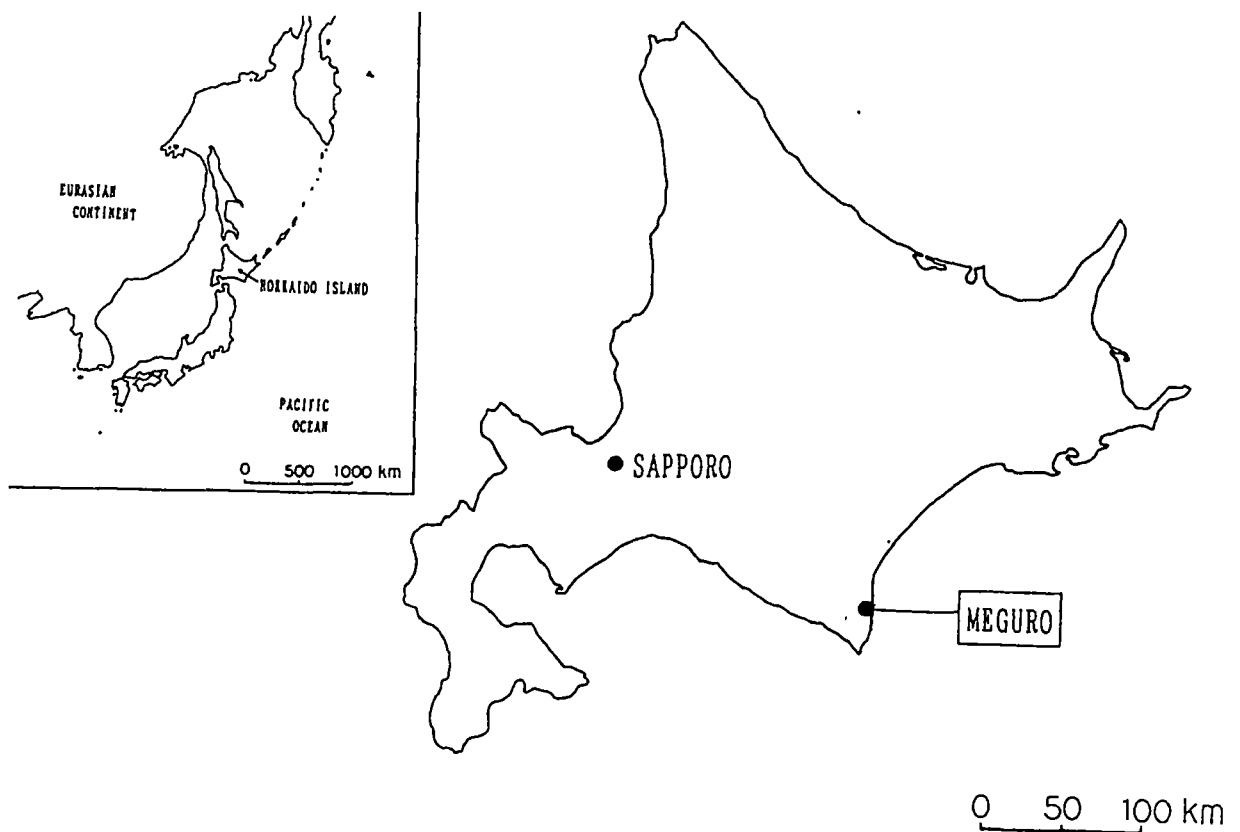 EURASIAN
CONTINENT
HOKKAIDO ISLAND
PACIFIC
OCEAN
0 500 1000 km
SAPPORO
MEGURO
0 50 100 km